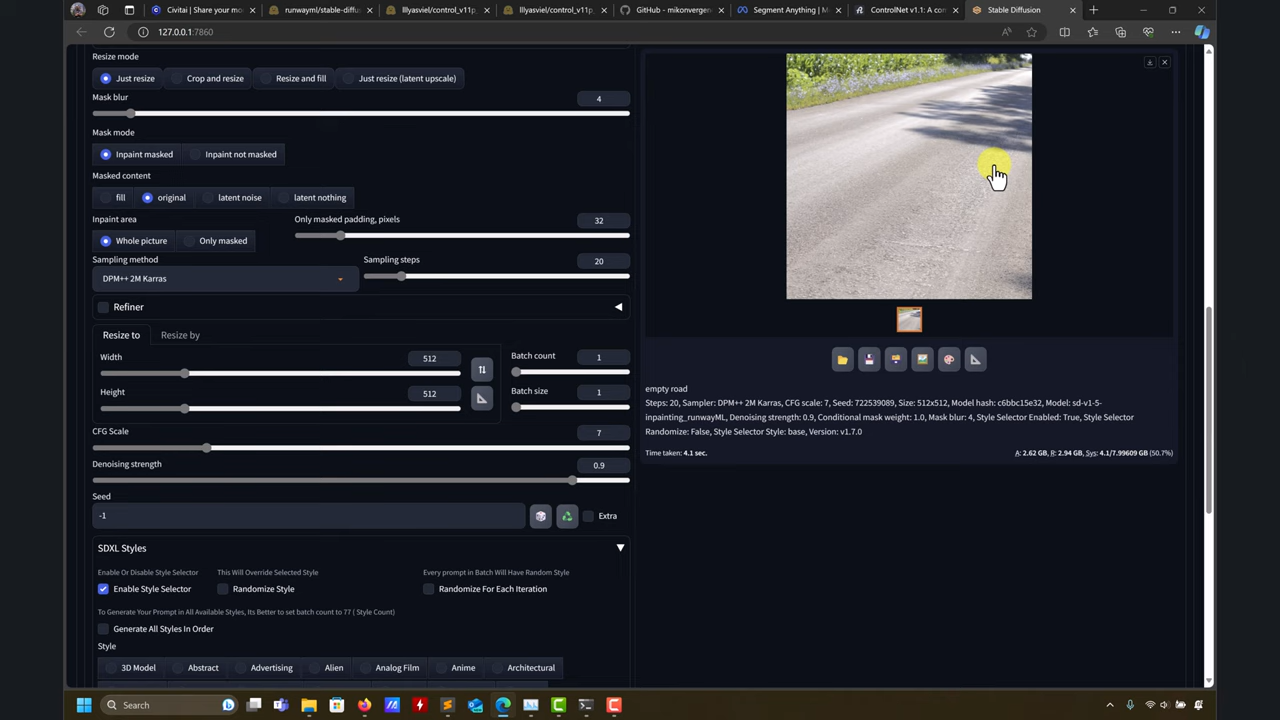 Civitai | Share your mod
runwayml/stable-diffus
lllyasviel/control_v11p_
lllyasviel/control_v11p_
GitHub - mikonvergenc
Segment Anything | M
ControlNet v1.1: A con
Stable Diffusion
127.0.0.1:7860
Resize mode
Just resize
Crop and resize
Resize and fill
Just resize (latent upscale)
Mask blur
4
Mask mode
Inpaint masked
Inpaint not masked
Masked content
fill
original
latent noise
latent nothing
Inpaint area
Only masked padding, pixels
32
Whole picture
Only masked
Sampling method
Sampling steps
20
DPM++ 2M Karras
Refiner
Resize to
Resize by
Width
512
Batch count
1
Height
512
Batch size
1
CFG Scale
7
Denoising strength
0.9
Seed
-1
Extra
SDXL Styles
Enable Or Disable Style Selector
This Will Override Selected Style
Every prompt in Batch Will Have Random Style
Enable Style Selector
Randomize Style
Randomize For Each Iteration
To Generate Your Prompt in All Available Styles, Its Better to set batch count to 77 ( Style Count)
Generate All Styles In Order
Style
3D Model
Abstract
Advertising
Alien
Analog Film
Anime
Architectural
empty road
Steps: 20, Sampler: DPM++ 2M Karras, CFG scale: 7, Seed: 722539089, Size: 512x512, Model hash: c6bbc15e32, Model: sd-v1-5-
inpainting_runwayML, Denoising strength: 0.9, Conditional mask weight: 1.0, Mask blur: 4, Style Selector Enabled: True, Style Selector
Randomize: False, Style Selector Style: base, Version: v1.7.0
Time taken: 4.1 sec.
A: 2.62 GB, R: 2.94 GB, Sys: 4.1/7.99609 GB (50.7%)
Search